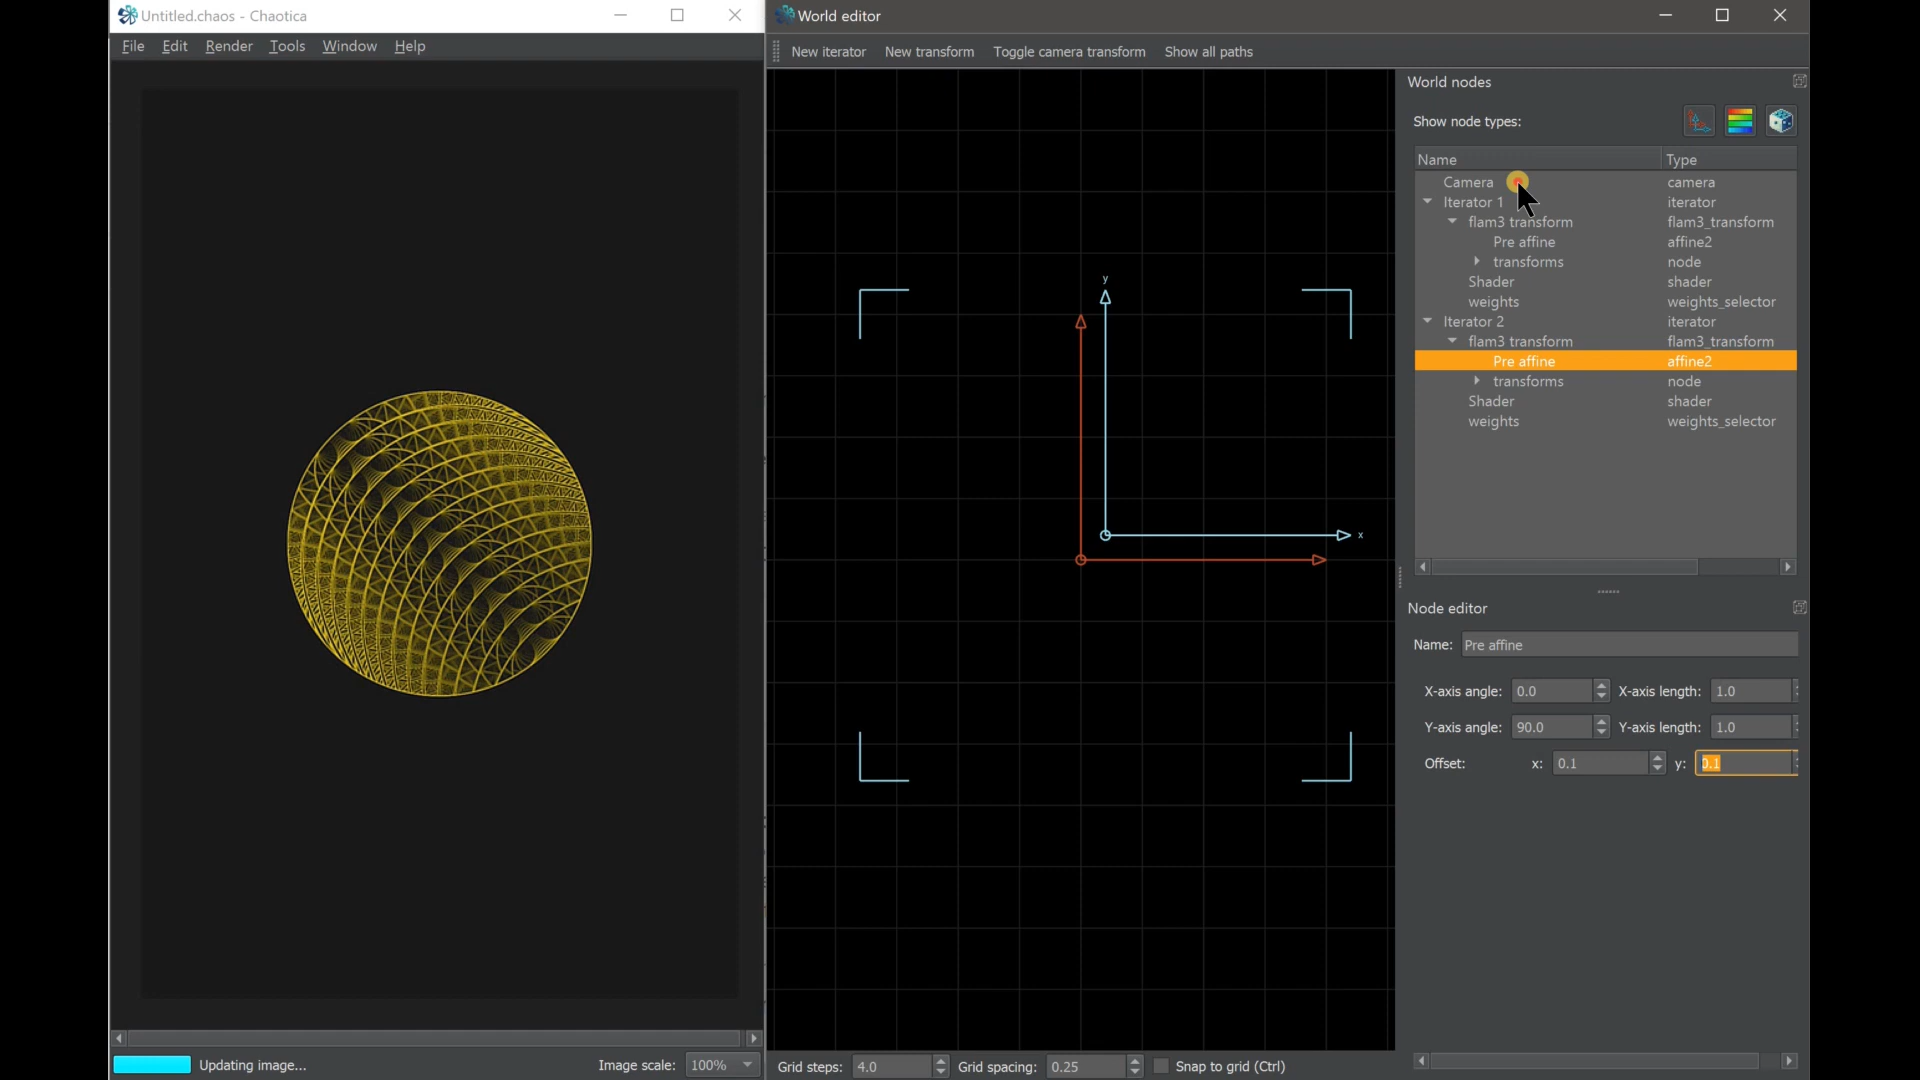 Untitled.chaos - Chaotica
File Edit Render Tools Window Help
Updating image...
Image scale: 100%
World editor
New iterator New transform Toggle camera transform Show all paths
y
x
Grid steps: 4.0 Grid spacing: 0.25 Snap to grid (Ctrl)
World nodes
Show node types:
Name Type
Camera camera
Iterator 1 iterator
flam3 transform flam3_transform
Pre affine affine2
transforms node
Shader shader
weights weights_selector
Iterator 2 iterator
flam3 transform flam3_transform
Pre affine affine2
transforms node
Shader shader
weights weights_selector
Node editor
Name: Pre affine
X-axis angle: 0.0 X-axis length: 1.0
Y-axis angle: 90.0 Y-axis length: 1.0
Offset: x: 0.1 y: 0.1